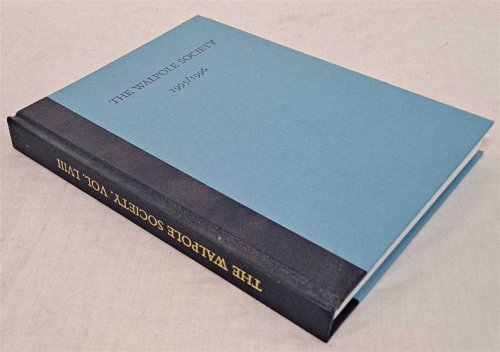 THE WALPOLE SOCIETY
1995/1996
THE WALPOLE SOCIETY . VOL. LVIII